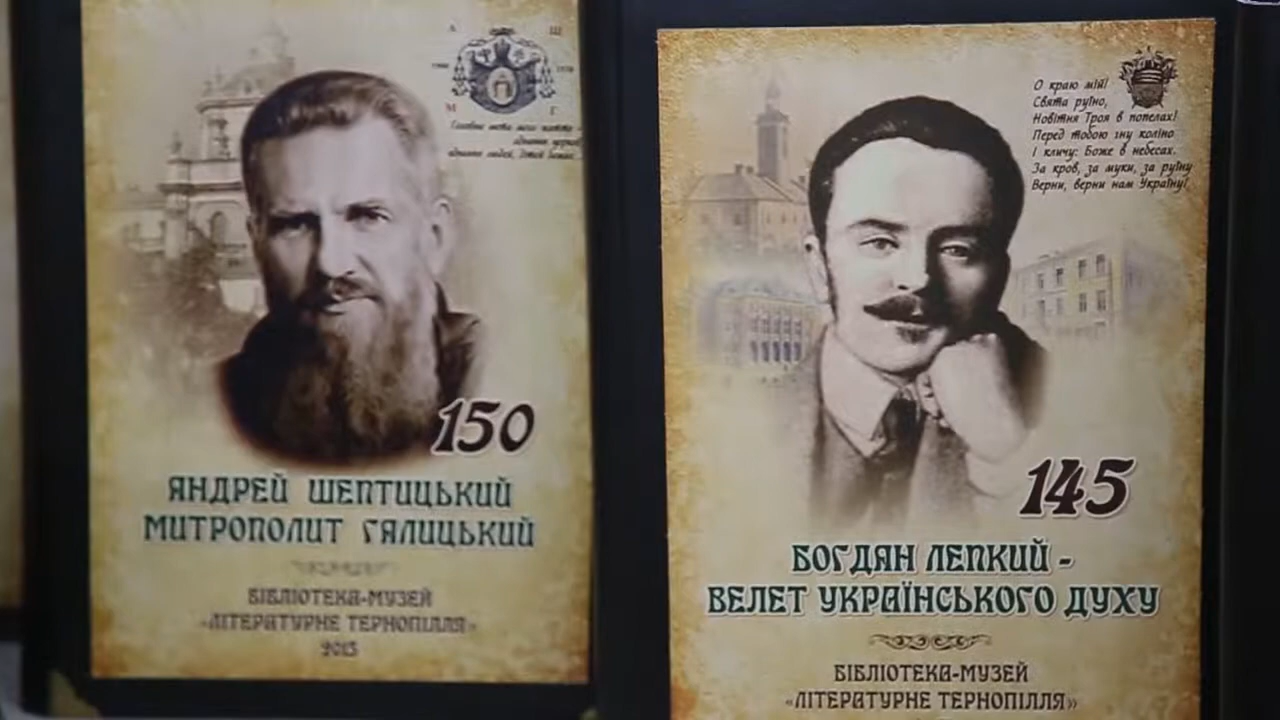 А Ш
М Г
150
АНДРЕЙ ШЕПТИЦЬКИЙ
МИТРОПОЛИТ ГАЛИЦЬКИЙ
БІБЛІОТЕКА-МУЗЕЙ
«ЛІТЕРАТУРНЕ ТЕРНОПІЛЛЯ»
2015
О краю мій!
Свята руїно,
Новітня Троя в попелах!
Перед тобою гну коліно
І кличу: Боже в небесах.
За кров, за муки, за руїну
Верни, верни нам Україну!
145
БОГДАН ЛЕПКИЙ -
ВЕЛЕТ УКРАЇНСЬКОГО ДУХУ
БІБЛІОТЕКА-МУЗЕЙ
«ЛІТЕРАТУРНЕ ТЕРНОПІЛЛЯ»